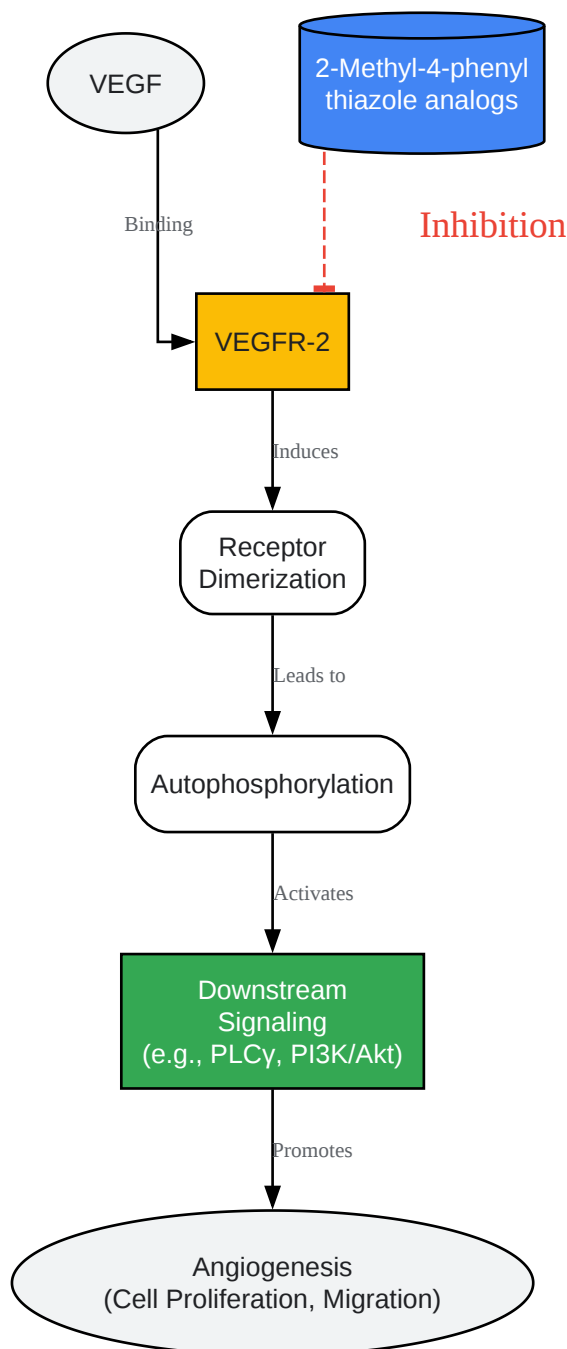 VEGF
2-Methyl-4-phenyl
thiazole analogs
Binding
Inhibition
VEGFR-2
Induces
Receptor
Dimerization
Leads to
Autophosphorylation
Activates
Downstream
Signaling
(e.g., PLCγ, PI3K/Akt)
Promotes
Angiogenesis
(Cell Proliferation, Migration)